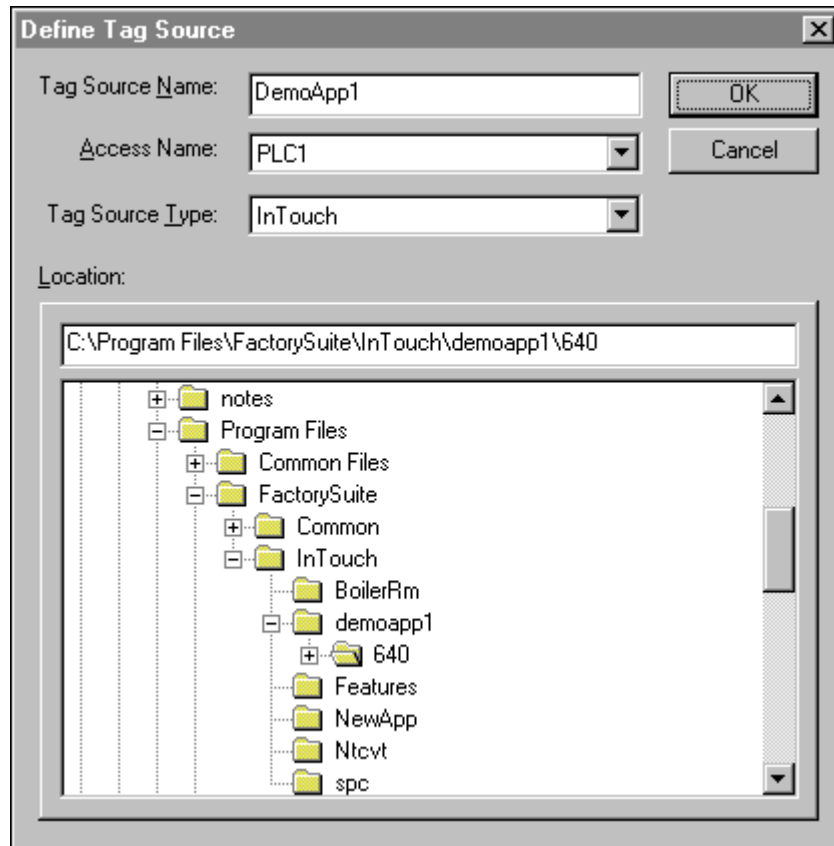 Define Tag Source
Tag Source Name: DemoApp1 OK
Access Name: PLC1 Cancel
Tag Source Type: InTouch
Location:
C:\Program Files\FactorySuite\InTouch\demoapp1\640
notes
Program Files
Common Files
FactorySuite
Common
InTouch
BoilerRm
demoapp1
640
Features
NewApp
Ntcvt
spc